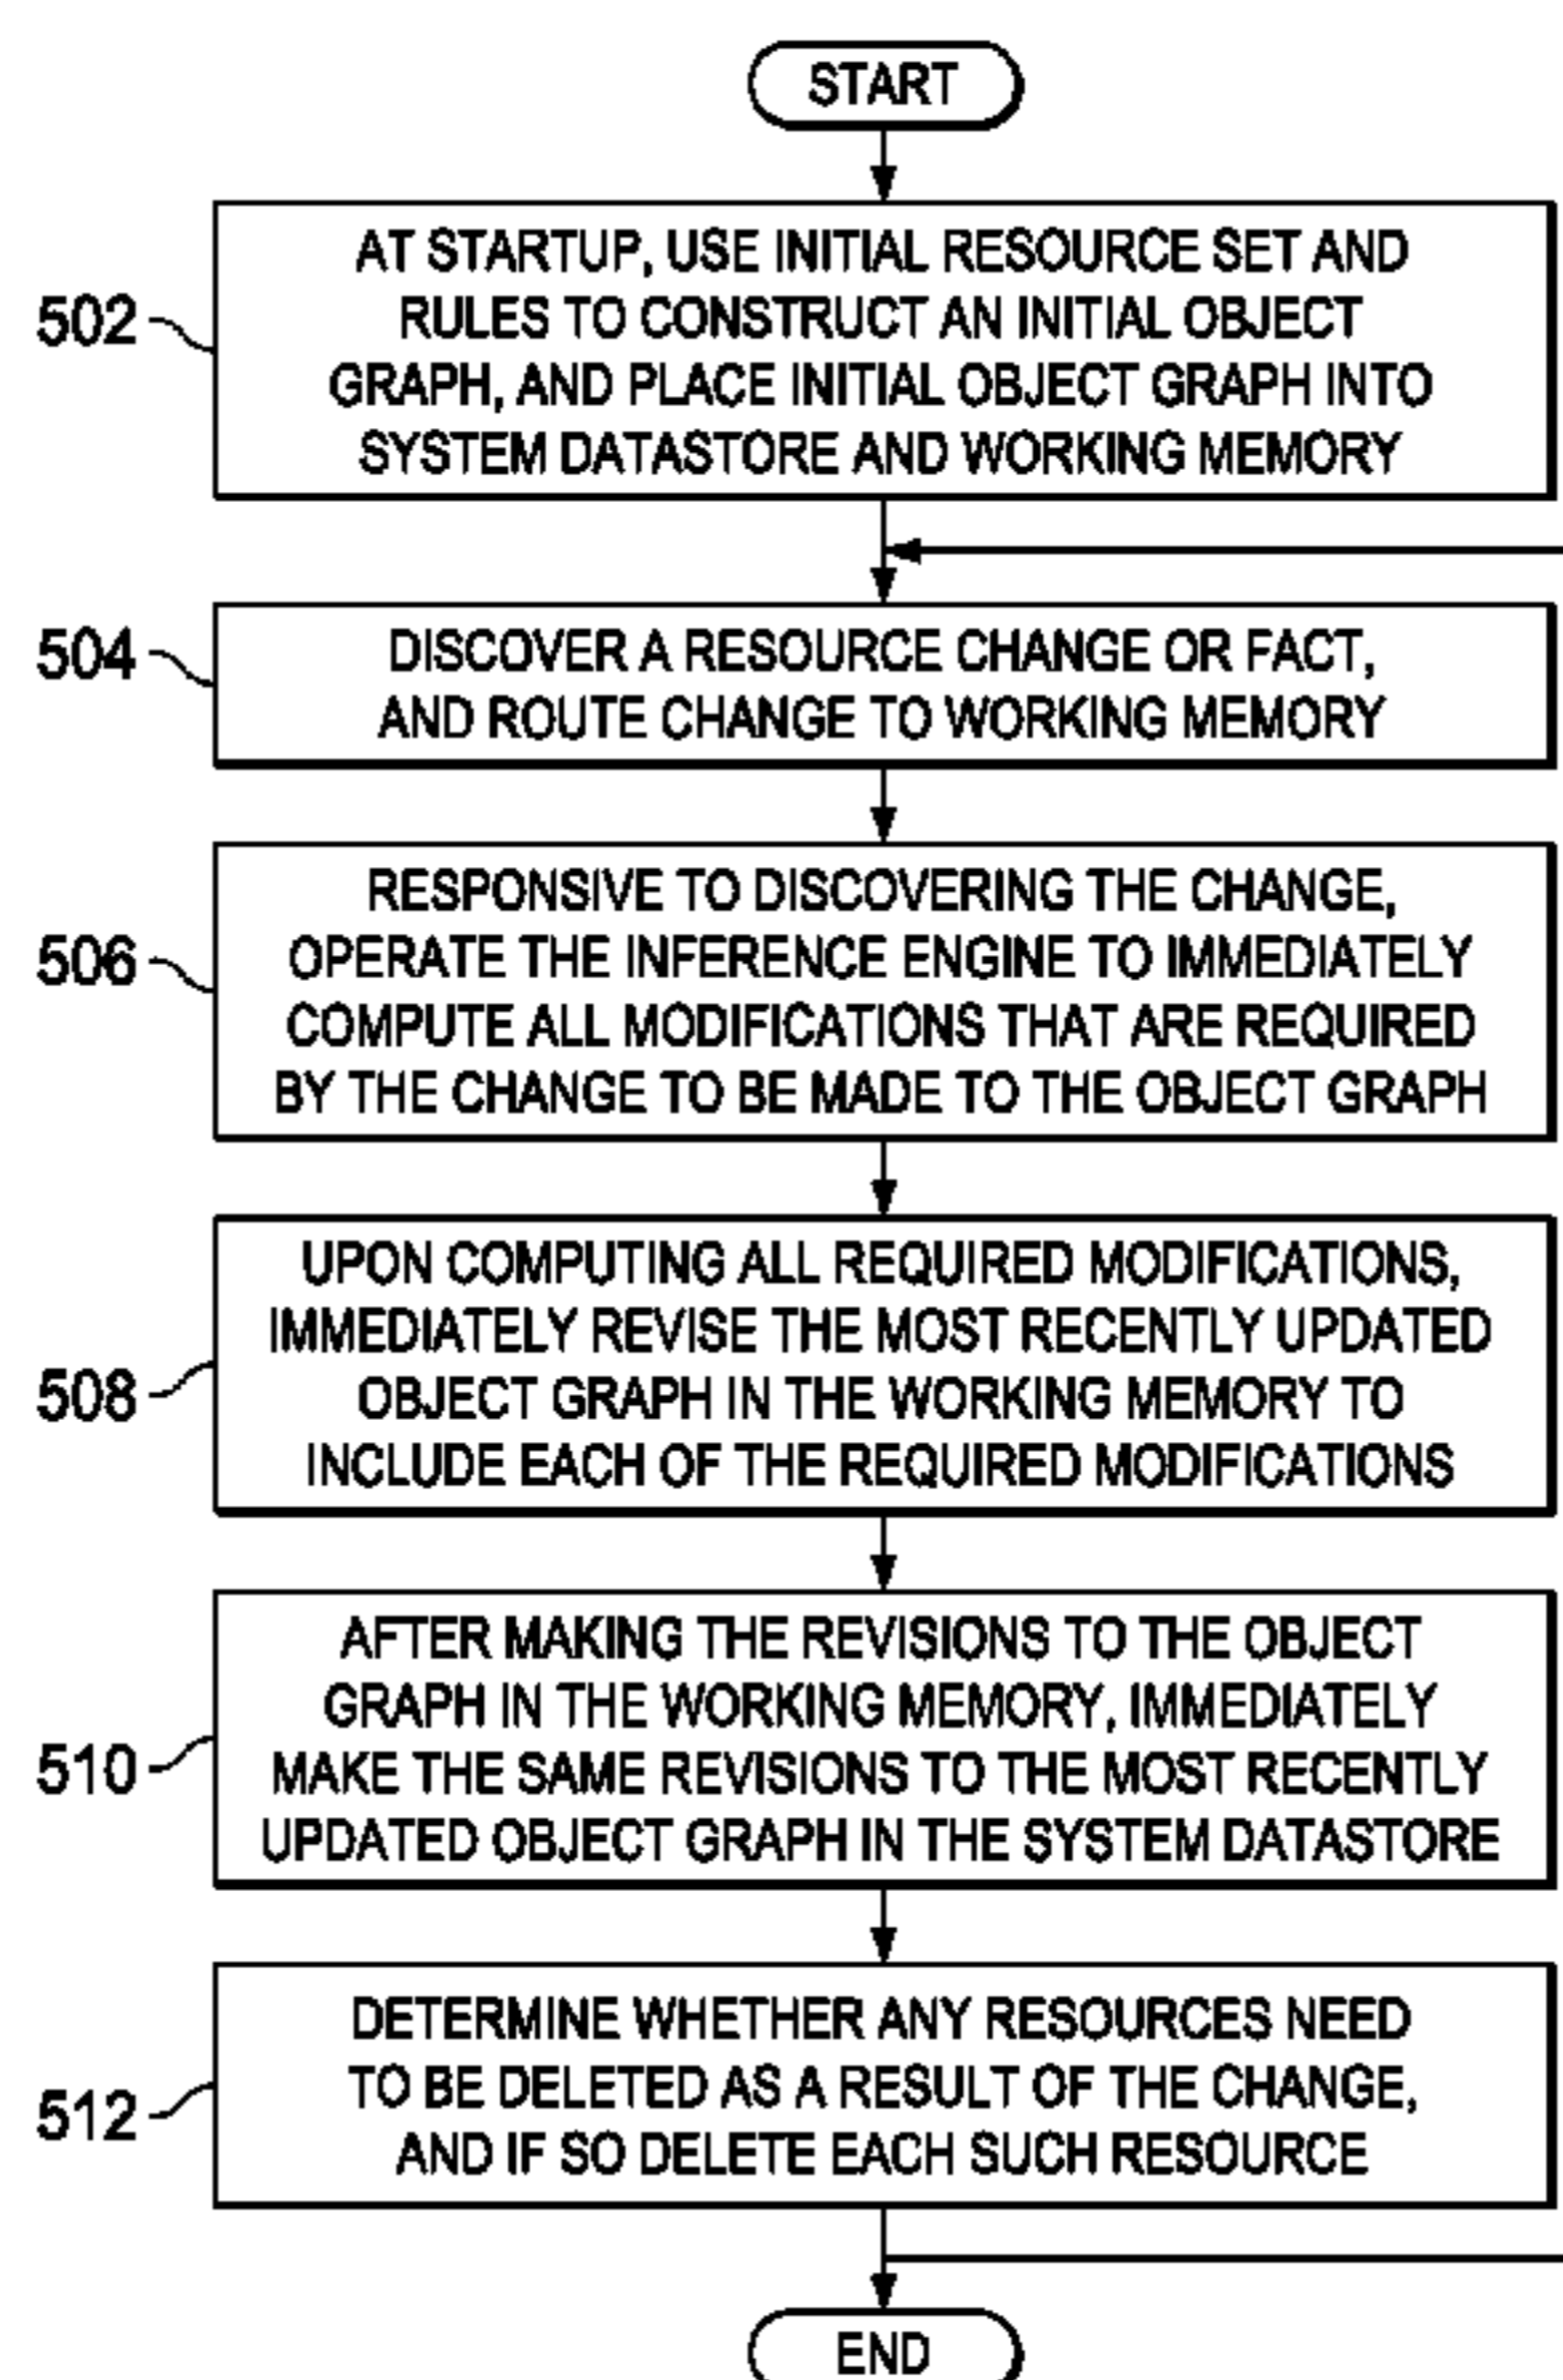 START
502
AT STARTUP, USE INITIAL RESOURCE SET AND
RULES TO CONSTRUCT AN INITIAL OBJECT
GRAPH, AND PLACE INITIAL OBJECT GRAPH INTO
SYSTEM DATASTORE AND WORKING MEMORY
504
DISCOVER A RESOURCE CHANGE OR FACT,
AND ROUTE CHANGE TO WORKING MEMORY
506
RESPONSIVE TO DISCOVERING THE CHANGE,
OPERATE THE INFERENCE ENGINE TO IMMEDIATELY
COMPUTE ALL MODIFICATIONS THAT ARE REQUIRED
BY THE CHANGE TO BE MADE TO THE OBJECT GRAPH
508
UPON COMPUTING ALL REQUIRED MODIFICATIONS,
IMMEDIATELY REVISE THE MOST RECENTLY UPDATED
OBJECT GRAPH IN THE WORKING MEMORY TO
INCLUDE EACH OF THE REQUIRED MODIFICATIONS
510
AFTER MAKING THE REVISIONS TO THE OBJECT
GRAPH IN THE WORKING MEMORY, IMMEDIATELY
MAKE THE SAME REVISIONS TO THE MOST RECENTLY
UPDATED OBJECT GRAPH IN THE SYSTEM DATASTORE
512
DETERMINE WHETHER ANY RESOURCES NEED
TO BE DELETED AS A RESULT OF THE CHANGE,
AND IF SO DELETE EACH SUCH RESOURCE
END